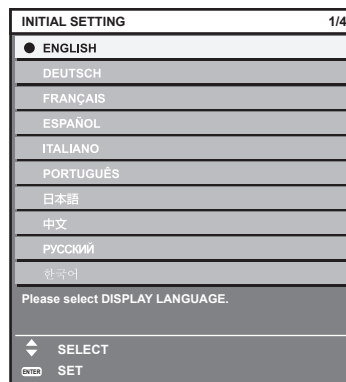 INITIAL SETTING 1/4
ENGLISH
DEUTSCH
FRANÇAIS
ESPAÑOL
ITALIANO
PORTUGUÊS
日本語
中文
РУССКИЙ
한국어
Please select DISPLAY LANGUAGE.
SELECT
ENTER SET